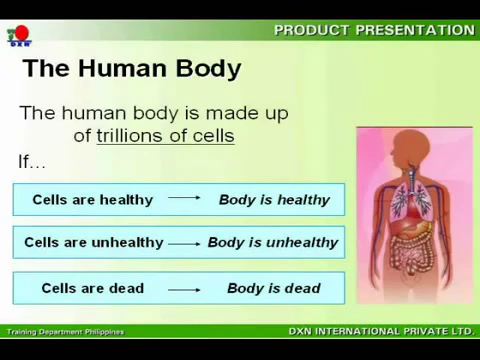 DXN
PRODUCT PRESENTATION
The Human Body
The human body is made up
of trillions of cells
If...
Cells are healthy Body is healthy
Cells are unhealthy Body is unhealthy
Cells are dead Body is dead
Training Department Philippines
DXN INTERNATIONAL PRIVATE LTD.